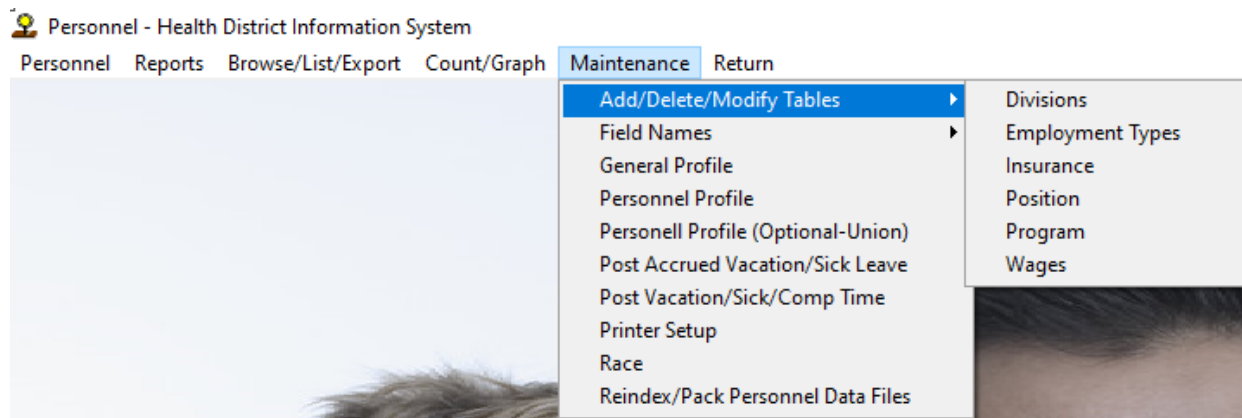 Personnel - Health District Information System
Personnel Reports Browse/List/Export Count/Graph Maintenance Return
Add/Delete/Modify Tables
Field Names
General Profile
Personnel Profile
Personell Profile (Optional-Union)
Post Accrued Vacation/Sick Leave
Post Vacation/Sick/Comp Time
Printer Setup
Race
Reindex/Pack Personnel Data Files
Divisions
Employment Types
Insurance
Position
Program
Wages